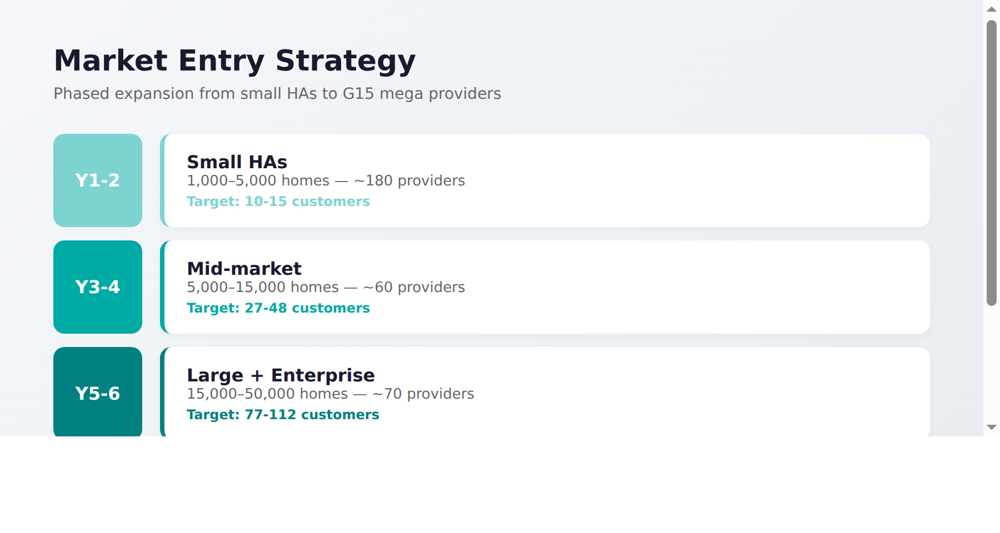 Market Entry Strategy
Phased expansion from small HAs to G15 mega providers
Y1-2
Small HAs
1,000–5,000 homes — ~180 providers
Target: 10-15 customers
Y3-4
Mid-market
5,000–15,000 homes — ~60 providers
Target: 27-48 customers
Y5-6
Large + Enterprise
15,000–50,000 homes — ~70 providers
Target: 77-112 customers